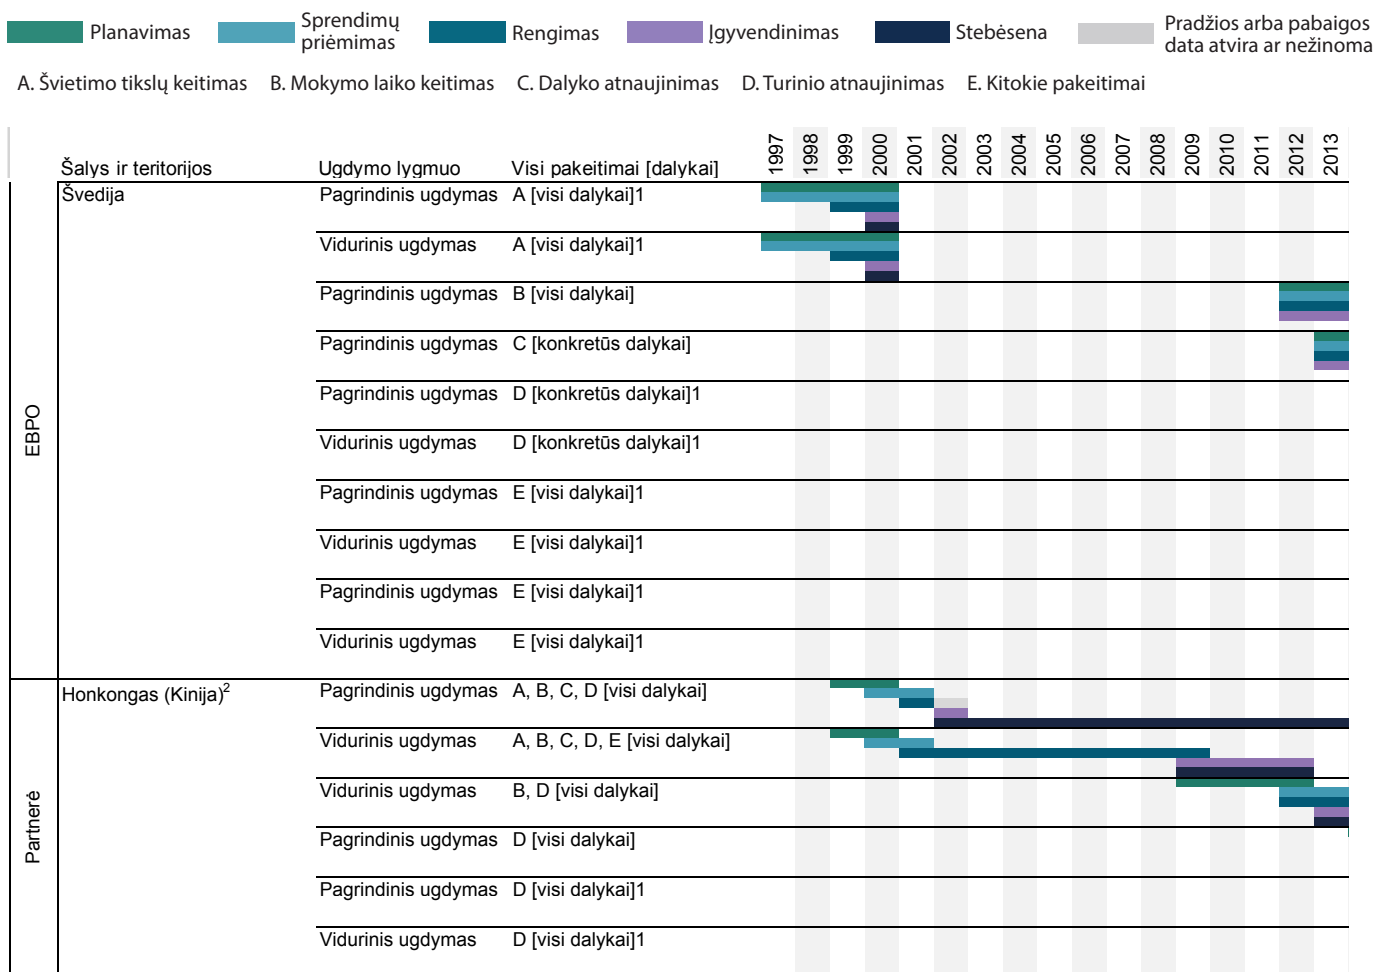 Planavimas
Sprendimų
priėmimas
Rengimas
Įgyvendinimas
Stebėsena
Pradžios arba pabaigos
data atvira ar nežinoma
A. Švietimo tikslų keitimas B. Mokymo laiko keitimas C. Dalyko atnaujinimas D. Turinio atnaujinimas E. Kitokie pakeitimai
Šalys ir teritorijos Ugdymo lygmuo Visi pakeitimai [dalykai] 1997 1998 1999 2000 2001 2002 2003 2004 2005 2006 2007 2008 2009 2010 2011 2012 2013
EBPO
Švedija Pagrindinis ugdymas A [visi dalykai]1
Vidurinis ugdymas A [visi dalykai]1
Pagrindinis ugdymas B [visi dalykai]
Pagrindinis ugdymas C [konkretūs dalykai]
Pagrindinis ugdymas D [konkretūs dalykai]1
Vidurinis ugdymas D [konkretūs dalykai]1
Pagrindinis ugdymas E [visi dalykai]1
Vidurinis ugdymas E [visi dalykai]1
Pagrindinis ugdymas E [visi dalykai]1
Vidurinis ugdymas E [visi dalykai]1
Partnerė
Honkongas (Kinija)² Pagrindinis ugdymas A, B, C, D [visi dalykai]
Vidurinis ugdymas A, B, C, D, E [visi dalykai]
Vidurinis ugdymas B, D [visi dalykai]
Pagrindinis ugdymas D [visi dalykai]
Pagrindinis ugdymas D [visi dalykai]1
Vidurinis ugdymas D [visi dalykai]1